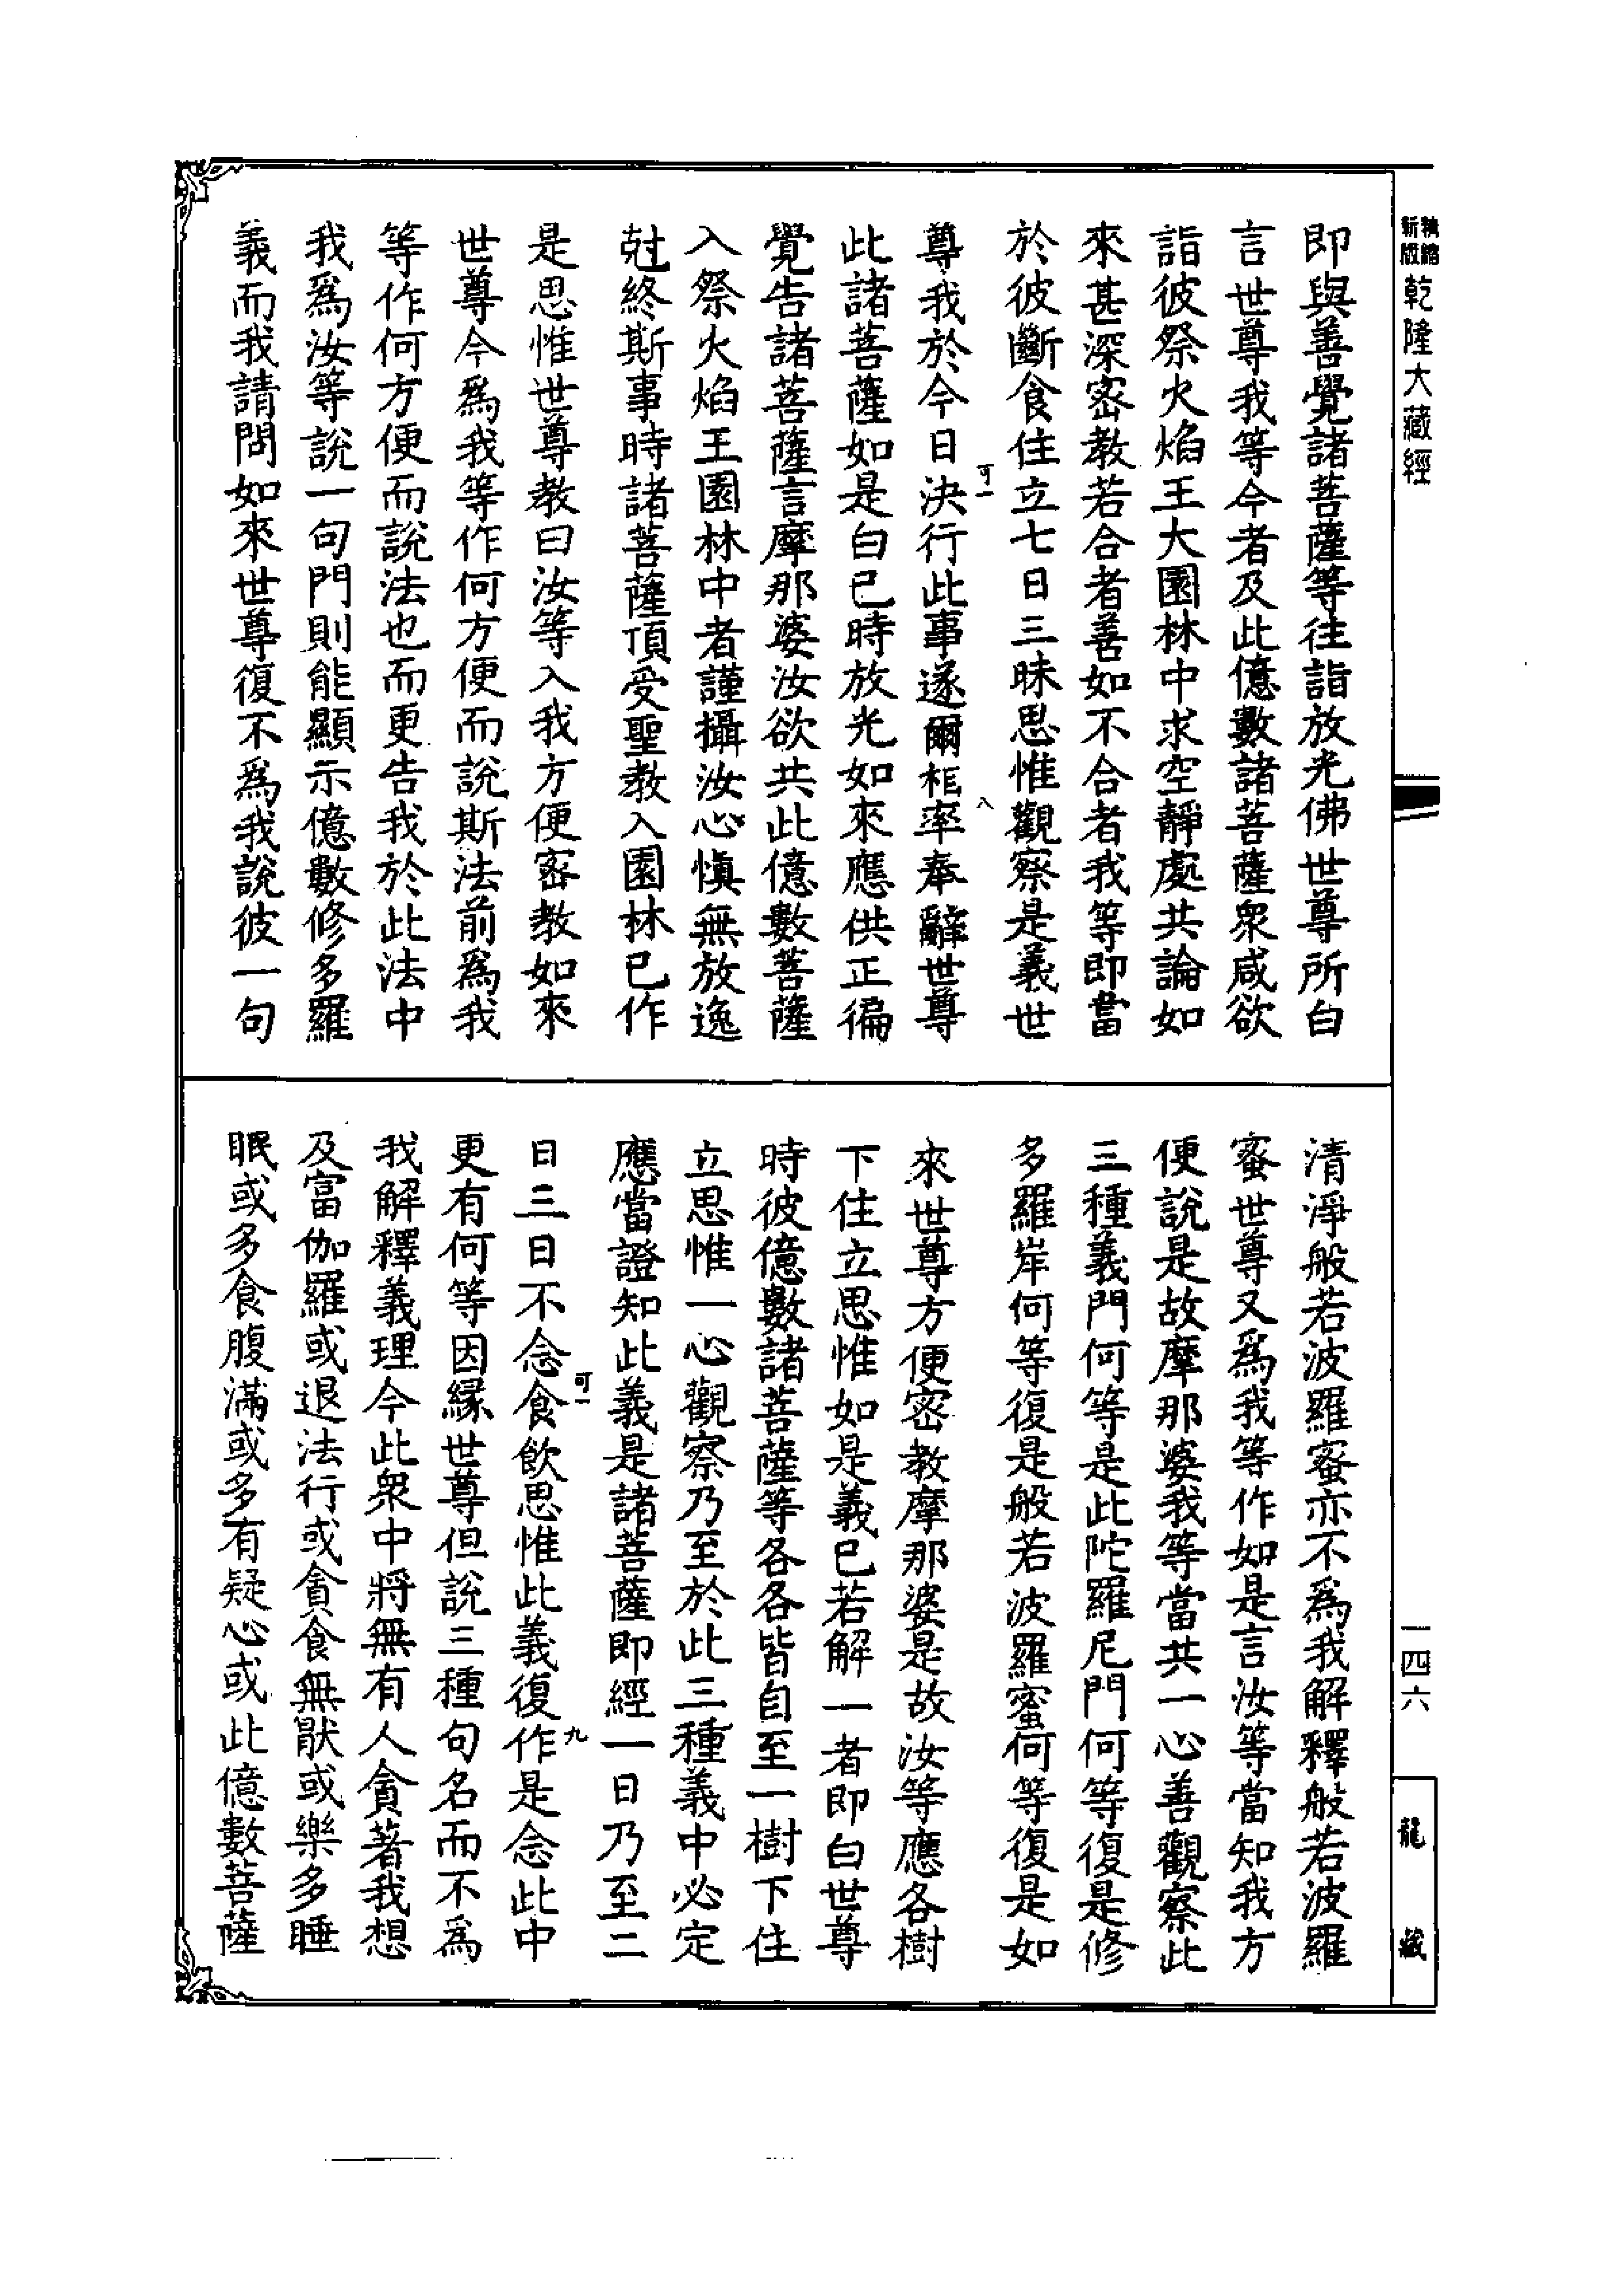 精縮新版
乾隆大藏經
即與善覺諸菩薩等往詣放光佛世尊所白
言世尊我等今者及此億數諸菩薩衆咸欲
詣彼祭火焰王大園林中求空靜處共論如
來甚深密教若合者善如不合者我等即當
於彼斷食住立七日三昧思惟觀察是義世
尊我於今日決行此事遂爾相率奉辭世尊
可一
八
此諸菩薩如是白已時放光如來應供正徧
覺告諸菩薩言摩那婆汝欲共此億數菩薩
入祭火焰王園林中者謹攝汝心愼無放逸
尅終斯事時諸菩薩頂受聖教入園林已作
是思惟世尊教曰汝等入我方便密教如來
世尊今爲我等作何方便而說斯法前爲我
等作何方便而說法也而更告我於此法中
我爲汝等說一句門則能顯示億數修多羅
義而我請問如來世尊復不爲我說彼一句
清淨般若波羅蜜亦不爲我解釋般若波羅
蜜世尊又爲我等作如是言汝等當知我方
便說是故摩那婆我等當共一心善觀察此
三種義門何等是此陀羅尼門何等復是修
多羅岸何等復是般若波羅蜜何等復是如
來世尊方便密教摩那婆是故汝等應各樹
下住立思惟如是義已若解一者即白世尊
時彼億數諸菩薩等各各皆自至一樹下住
立思惟一心觀察乃至於此三種義中必定
應當證知此義是諸菩薩即經一日乃至二
可一
九
日三日不念食飲思惟此義復作是念此中
更有何等因緣世尊但說三種句名而不爲
我解釋義理今此衆中將無有人貪著我想
及富伽羅或退法行或貪食無猒或樂多睡
眠或多食腹滿或多有疑心或此億數菩薩
一四六
龍藏